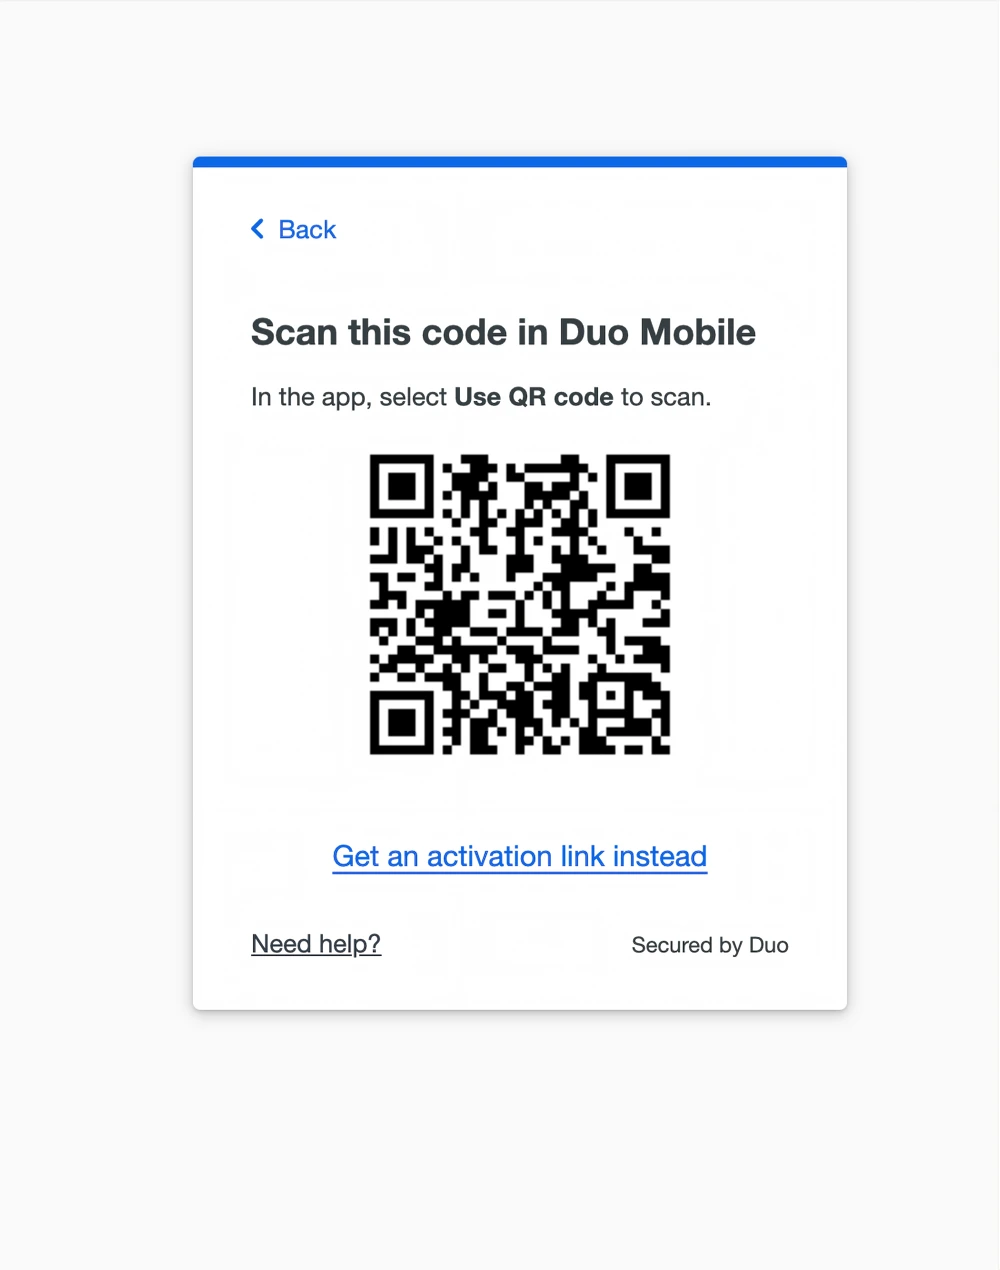 Back
Scan this code in Duo Mobile
In the app, select Use QR code to scan.
Get an activation link instead
Need help?
Secured by Duo